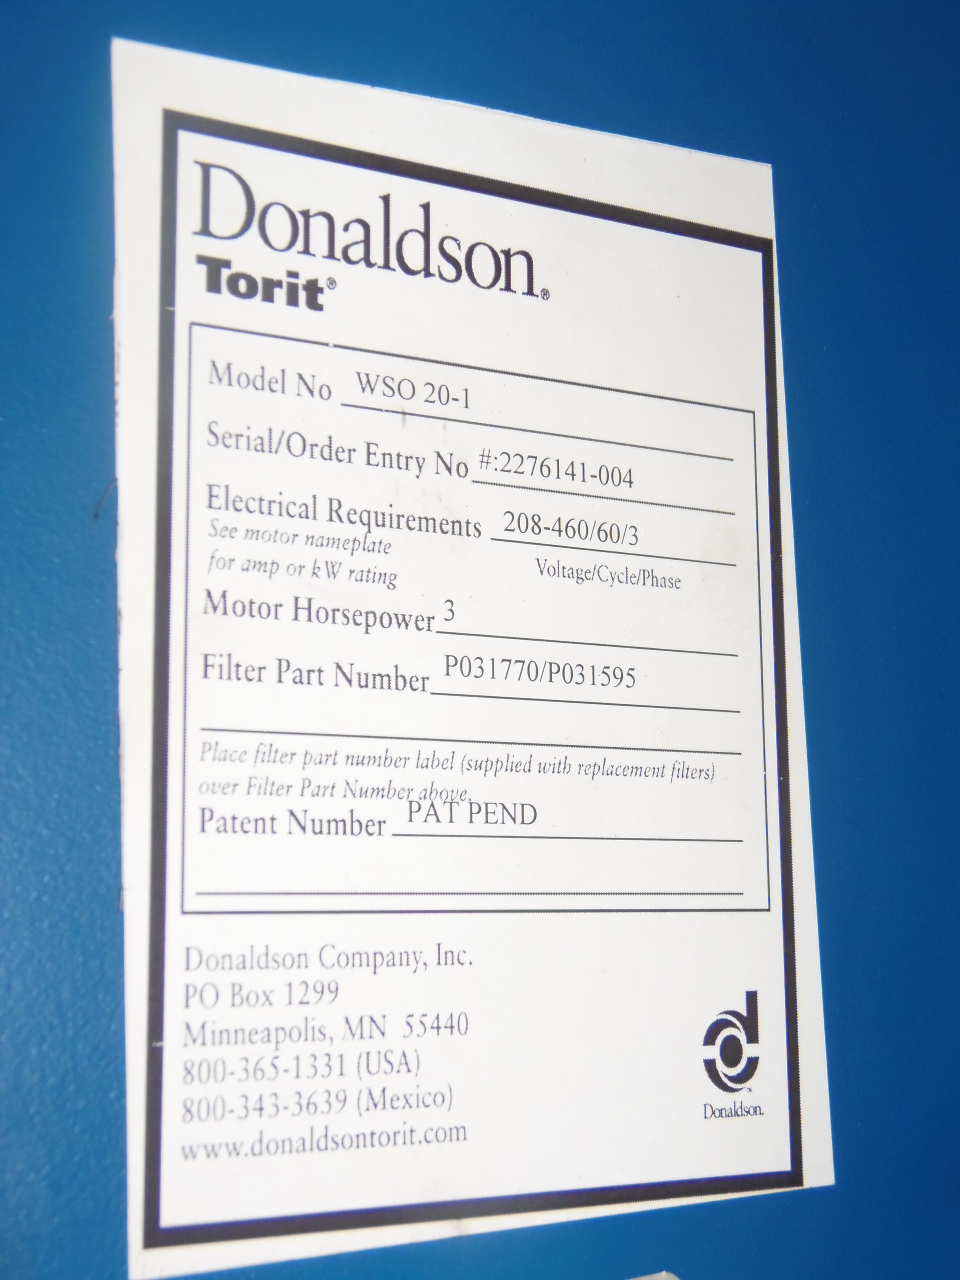 Donaldson®
Torit®
Model No WSO 20-1
Serial/Order Entry No #:2276141-004
Electrical Requirements 208-460/60/3
See motor nameplate
for amp or kW rating
Voltage/Cycle/Phase
Motor Horsepower 3
Filter Part Number P031770/P031595
Place filter part number label (supplied with replacement filters)
over Filter Part Number above.
Patent Number PAT PEND
Donaldson Company, Inc.
PO Box 1299
Minneapolis, MN 55440
800-365-1331 (USA)
800-343-3639 (Mexico)
www.donaldsontorit.com
Donaldson.